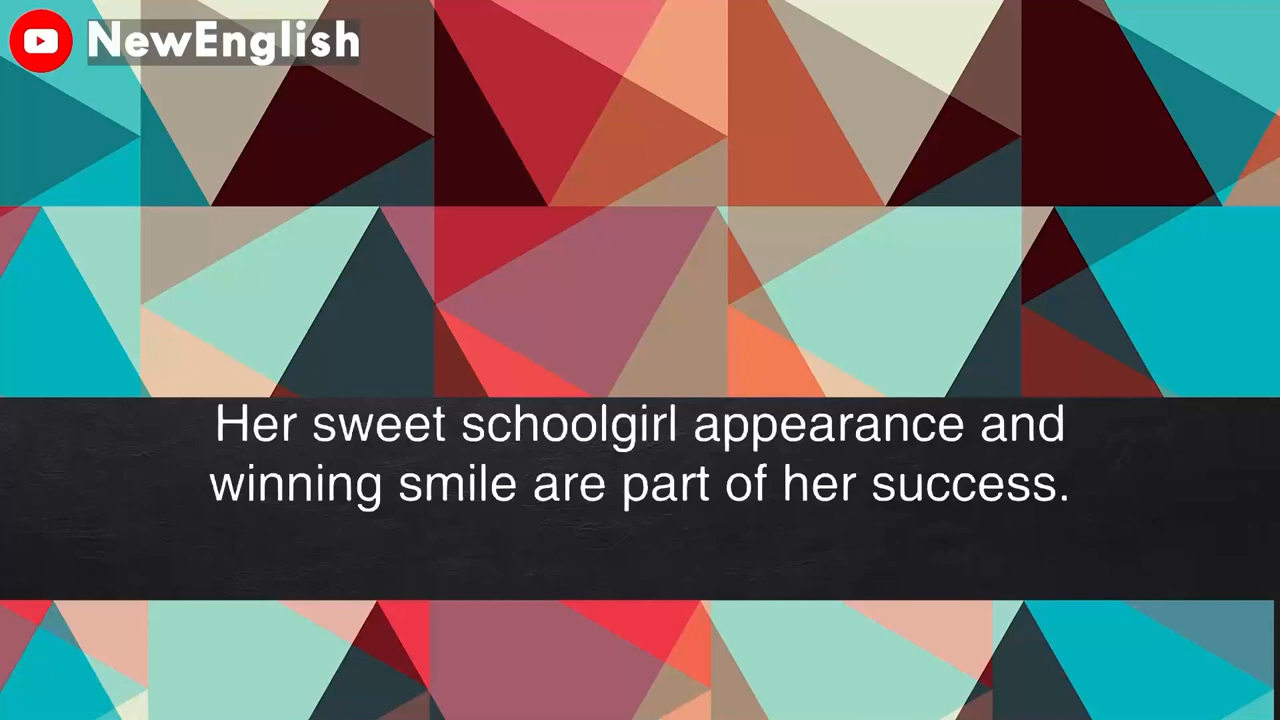 NewEnglish
Her sweet schoolgirl appearance and
winning smile are part of her success.